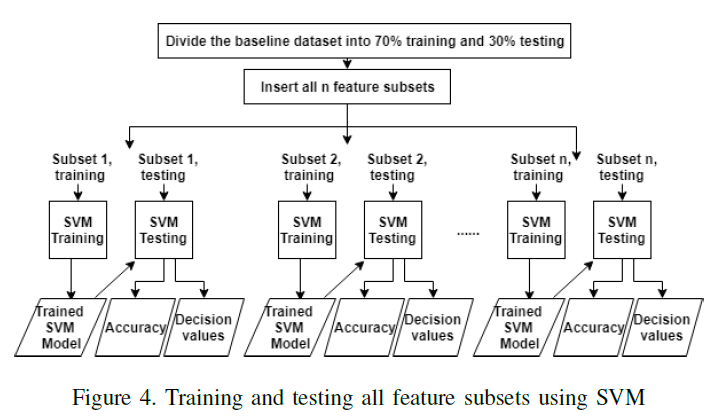 Divide the baseline dataset into 70% training and 30% testing
Insert all n feature subsets
Subset 1,
training
Subset 1,
testing
Subset 2,
training
Subset 2,
testing
Subset n,
training
Subset n,
testing
SVM
Training
SVM
Testing
SVM
Training
SVM
Testing
......
SVM
Training
SVM
Testing
Trained
SVM
Model
Accuracy
Decision
values
Trained
SVM
Model
Accuracy
Decision
values
Trained
SVM
Model
Accuracy
Decision
values
Figure 4. Training and testing all feature subsets using SVM